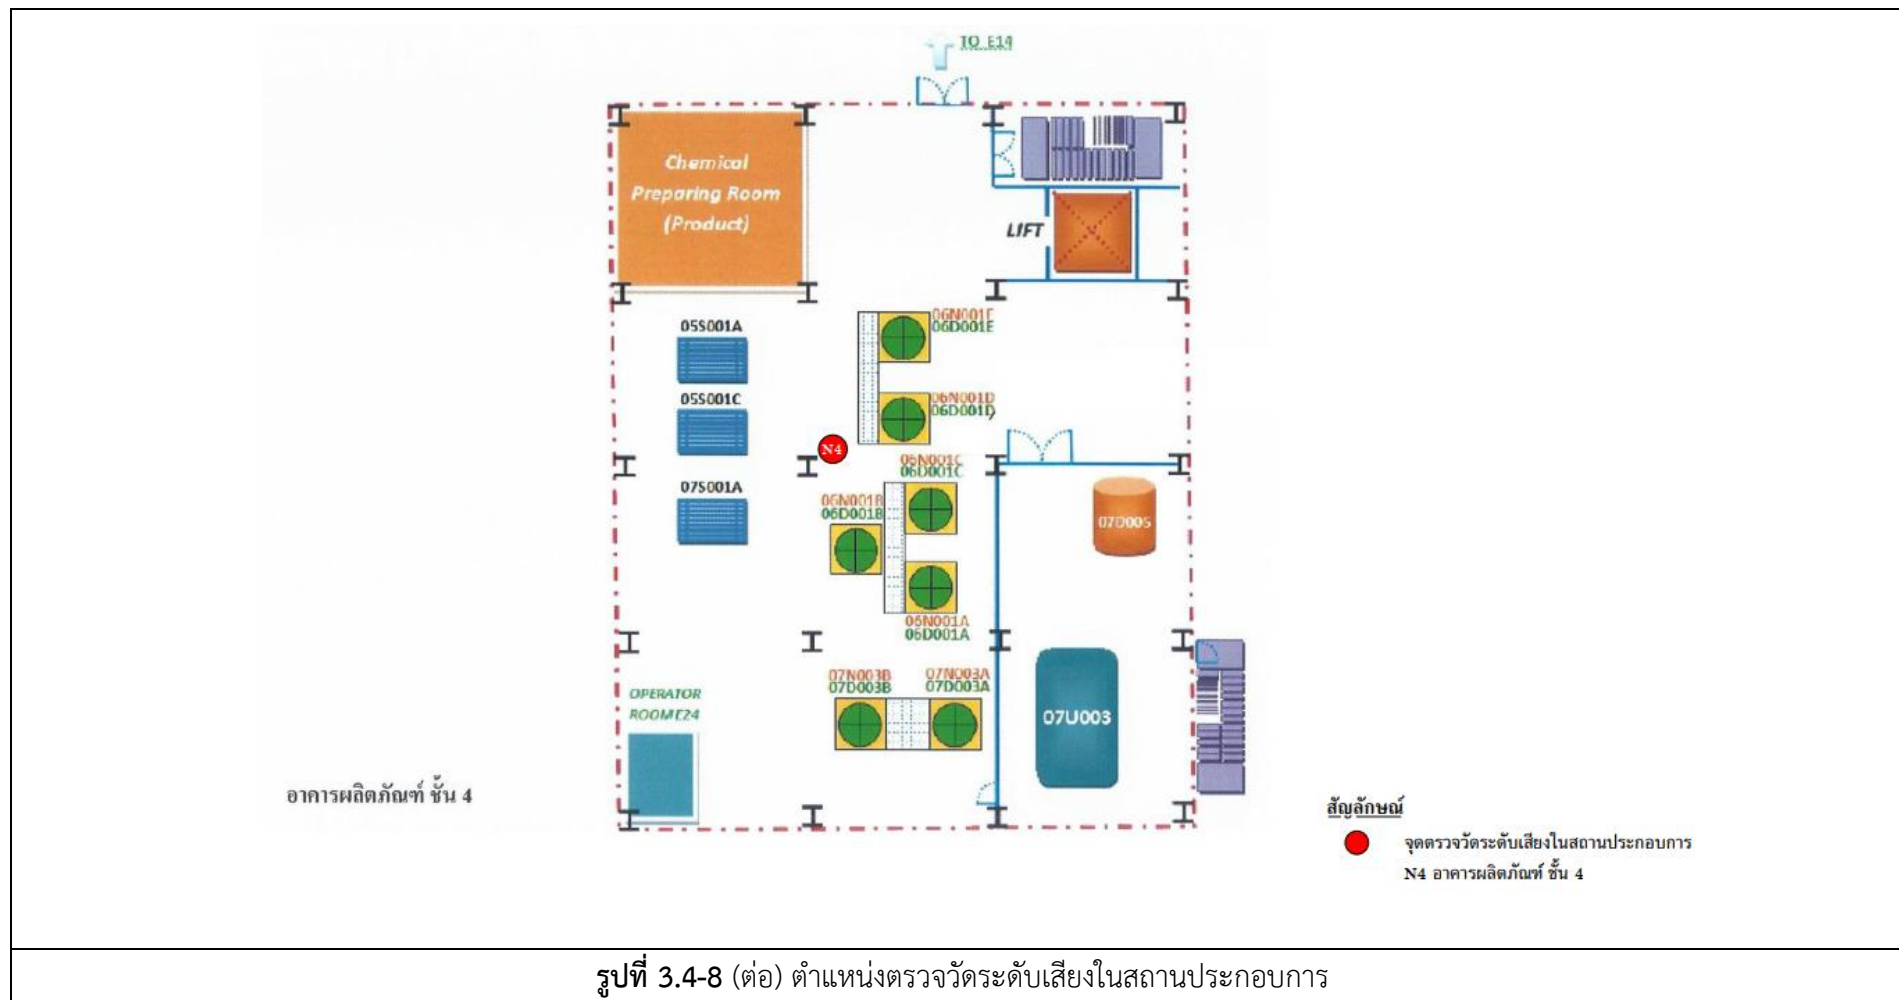 TO E14
Chemical
Preparing Room
(Product)
LIFT
05S001A
06N001E
06D001E
05S001C
06N001D
06D001D
N4
06N001C
06D001C
07S001A
06N001B
06D001B
07D005
06N001A
06D001A
07N003B
07D003B
07N003A
07D003A
OPERATOR
ROOM E24
07U003
อาคารผลิตภัณฑ์ ชั้น 4
สัญลักษณ์
จุดตรวจวัดระดับเสียงในสถานประกอบการ
N4 อาคารผลิตภัณฑ์ ชั้น 4
รูปที่ 3.4-8 (ต่อ) ตำแหน่งตรวจวัดระดับเสียงในสถานประกอบการ